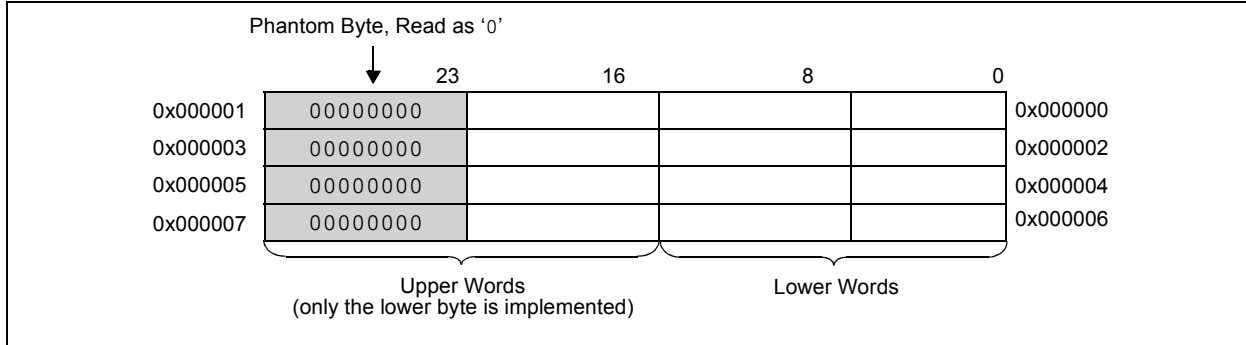 Phantom Byte, Read as ‘0’
23 16 8 0
0x000001 00000000 0x000000
0x000003 00000000 0x000002
0x000005 00000000 0x000004
0x000007 00000000 0x000006
Upper Words Lower Words
(only the lower byte is implemented)